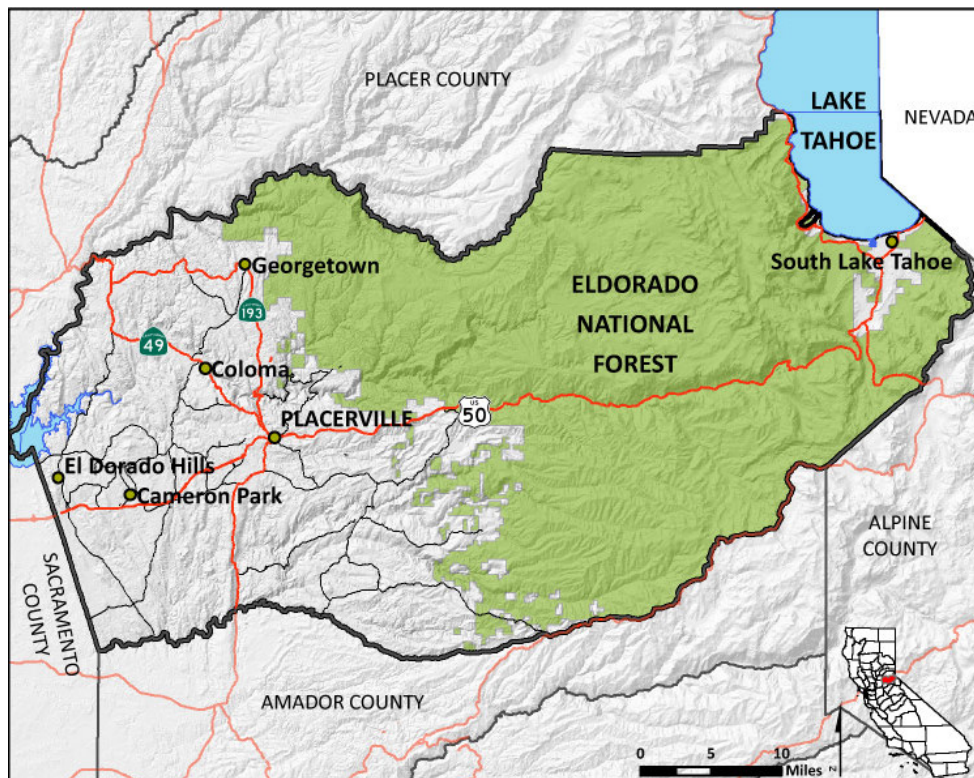 PLACER COUNTY
LAKE
TAHOE
NEVADA
Georgetown
South Lake Tahoe
ELDORADO
NATIONAL
FOREST
193
49
Coloma
US
50
PLACERVILLE
El Dorado Hills
Cameron Park
ALPINE
COUNTY
SACRAMENTO
COUNTY
AMADOR COUNTY
0 5 10
Miles
N